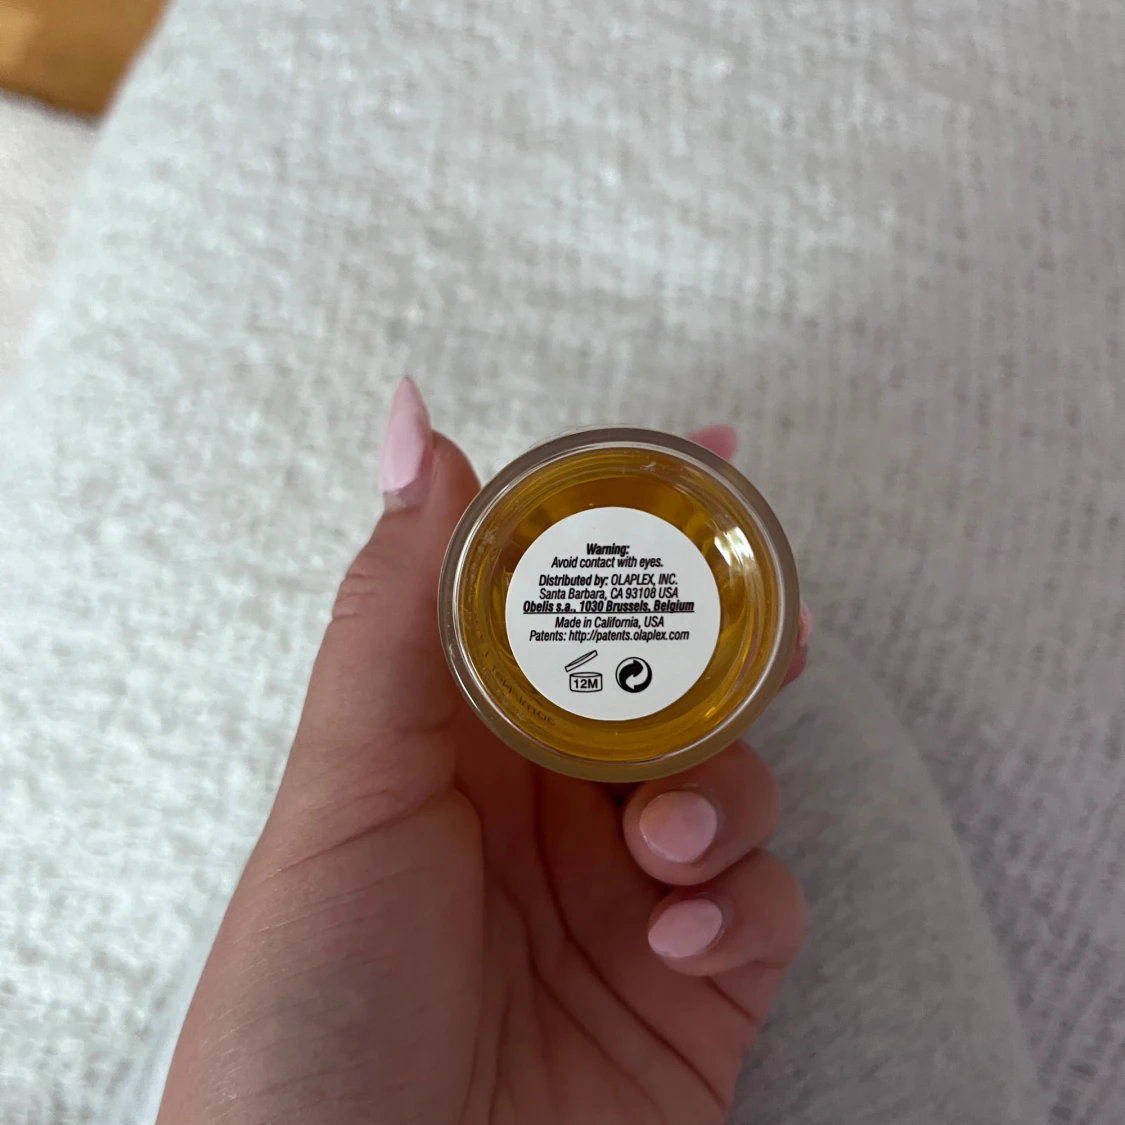 Warning:
Avoid contact with eyes.
Distributed by: OLAPLEX, INC.
Santa Barbara, CA 93108 USA
Obelis s.a., 1030 Brussels, Belgium
Made in California, USA
Patents: http://patents.olaplex.com
12M